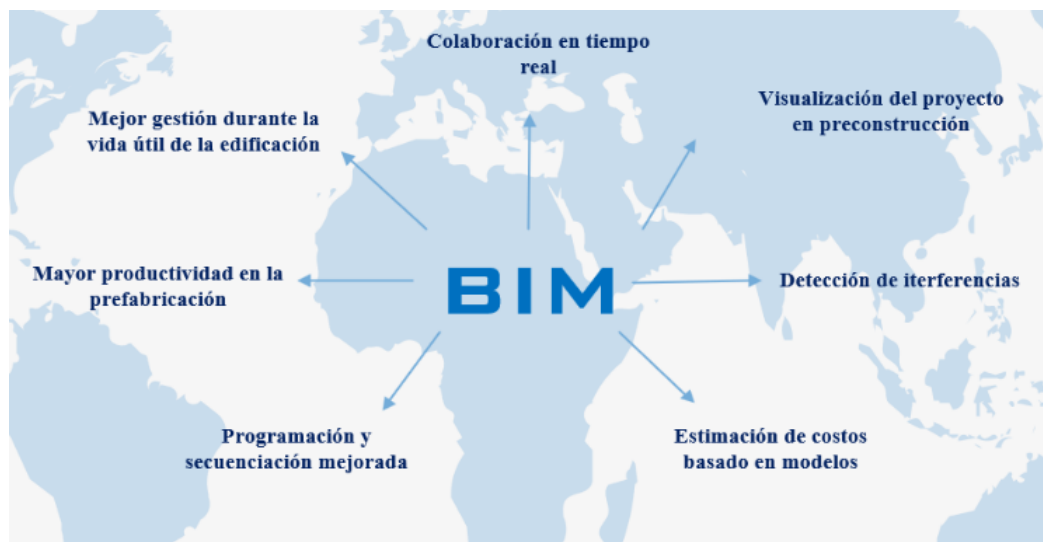 Colaboración en tiempo
real
Visualización del proyecto
en preconstrucción
Mejor gestión durante la
vida útil de la edificación
Mayor productividad en la
prefabricación
BIM
Detección de iterferencias
Programación y
secuenciación mejorada
Estimación de costos
basado en modelos